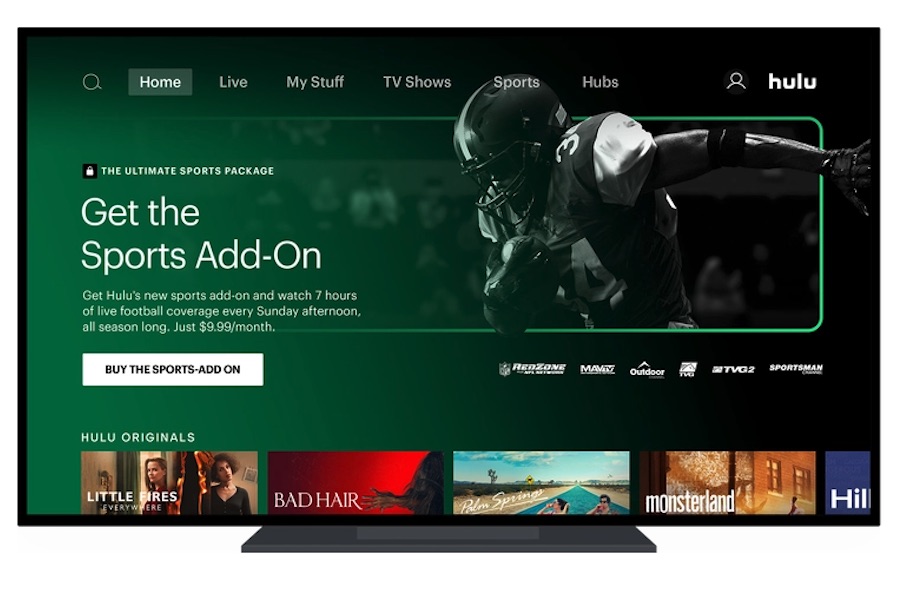 Home Live My Stuff TV Shows Sports Hubs hulu
THE ULTIMATE SPORTS PACKAGE
Get the
Sports Add-On
Get Hulu's new sports add-on and watch 7 hours
of live football coverage every Sunday afternoon,
all season long. Just $9.99/month.
BUY THE SPORTS-ADD ON
REDZONE
FROM NFL NETWORK
MAVTV
Outdoor
CHANNEL
TVG
TVG2
SPORTSMAN
CHANNEL
34
HULU ORIGINALS
LITTLE FIRES
EVERYWHERE
BAD HAIR
Palm Springs
monsterland
Hill